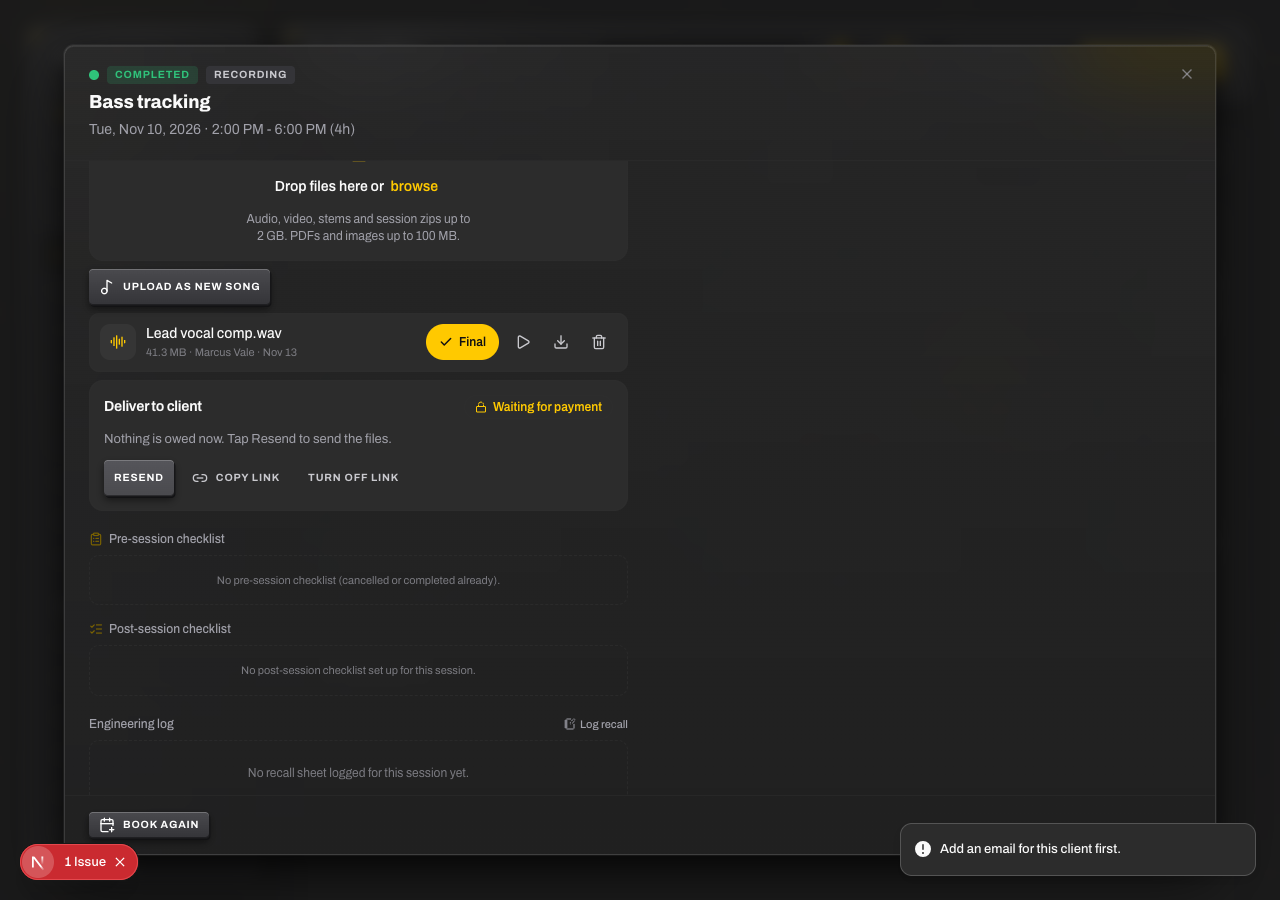 COMPLETED RECORDING
Bass tracking
Tue, Nov 10, 2026 · 2:00 PM - 6:00 PM (4h)
Drop files here or browse
Audio, video, stems and session zips up to
2 GB. PDFs and images up to 100 MB.
UPLOAD AS NEW SONG
Lead vocal comp.wav
41.3 MB · Marcus Vale · Nov 13
Final
Deliver to client
Waiting for payment
Nothing is owed now. Tap Resend to send the files.
RESEND COPY LINK TURN OFF LINK
Pre-session checklist
No pre-session checklist (cancelled or completed already).
Post-session checklist
No post-session checklist set up for this session.
Engineering log
Log recall
No recall sheet logged for this session yet.
BOOK AGAIN
N 1 Issue
Add an email for this client first.